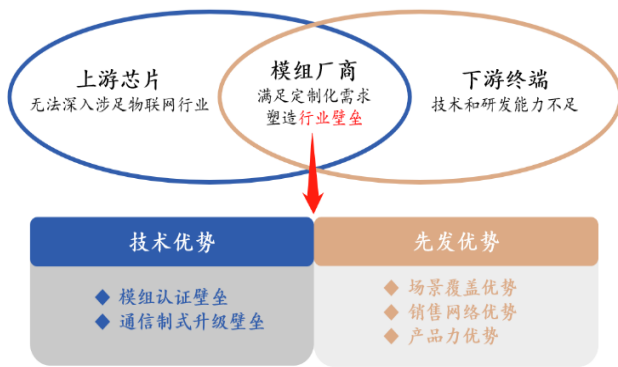 上游芯片
无法深入涉足物联网行业
模组厂商
满足定制化需求
塑造行业壁垒
下游终端
技术和研发能力不足
技术优势
◆ 模组认证壁垒
◆ 通信制式升级壁垒
先发优势
◆ 场景覆盖优势
◆ 销售网络优势
◆ 产品力优势